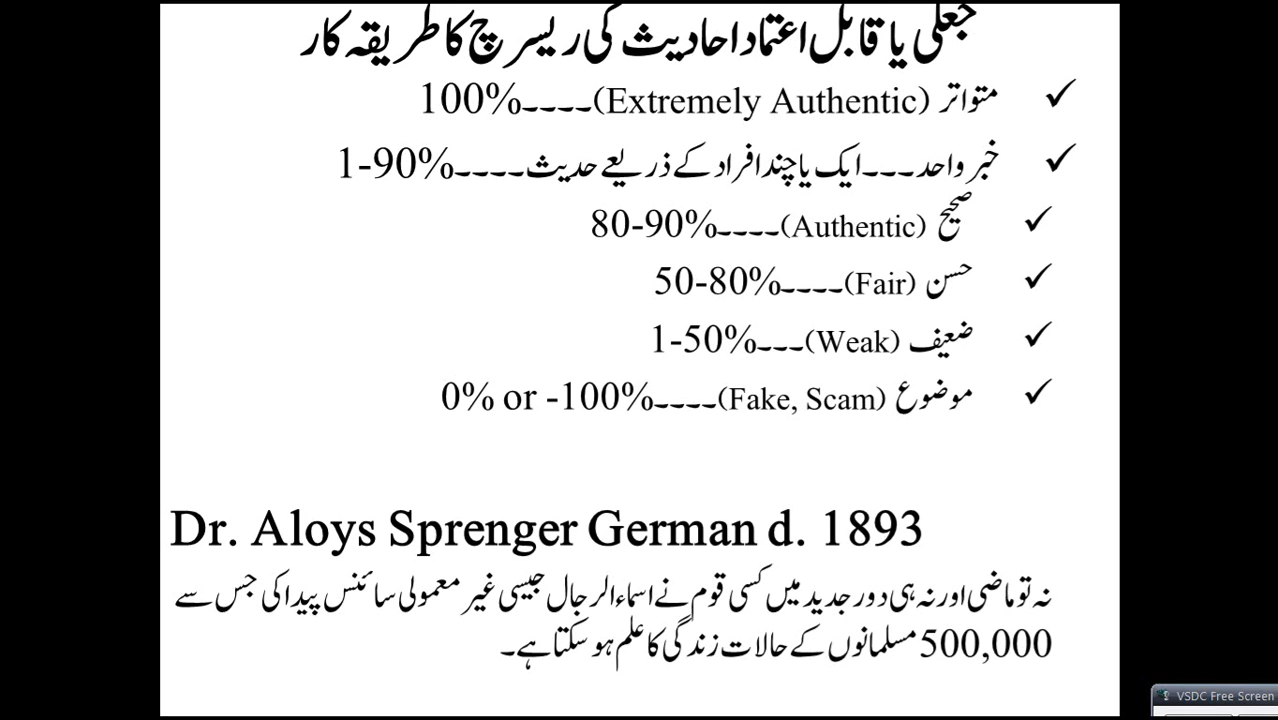 جعلی یا قابل اعتماد احادیث کی ریسرچ کا طریقہ کار
✓ متواتر (Extremely Authentic)۔۔۔۔100%
✓ خبر واحد۔۔۔ایک یا چند افراد کے ذریعے حدیث۔۔۔۔1-90%
✓ صحیح (Authentic)۔۔۔۔80-90%
✓ حسن (Fair)۔۔۔۔50-80%
✓ ضعیف (Weak)۔۔۔1-50%
✓ موضوع (Fake, Scam)۔۔۔۔0% or -100%
Dr. Aloys Sprenger German d. 1893
نہ تو ماضی اور نہ ہی دور جدید میں کسی قوم نے اسماء الرجال جیسی غیر معمولی سائنس پیدا کی جس سے
500,000 مسلمانوں کے حالات زندگی کا علم ہو سکتا ہے۔
VSDC Free Screen